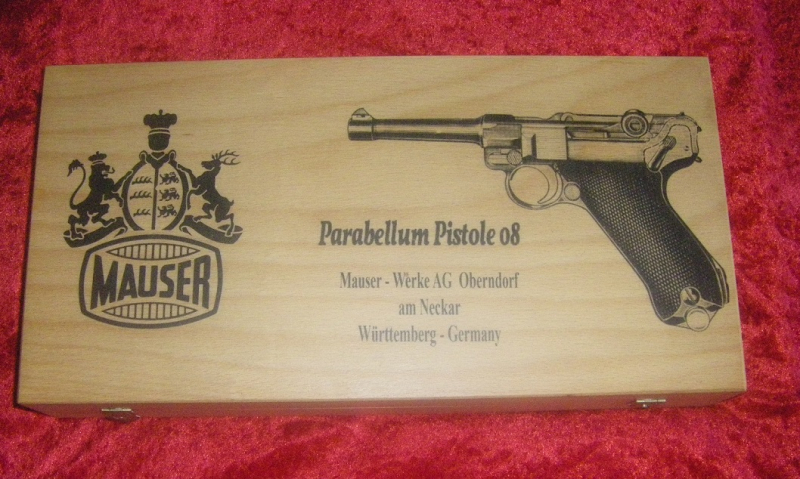 MAUSER
Parabellum Pistole 08
Mauser - Werke AG Oberndorf
am Neckar
Württemberg - Germany